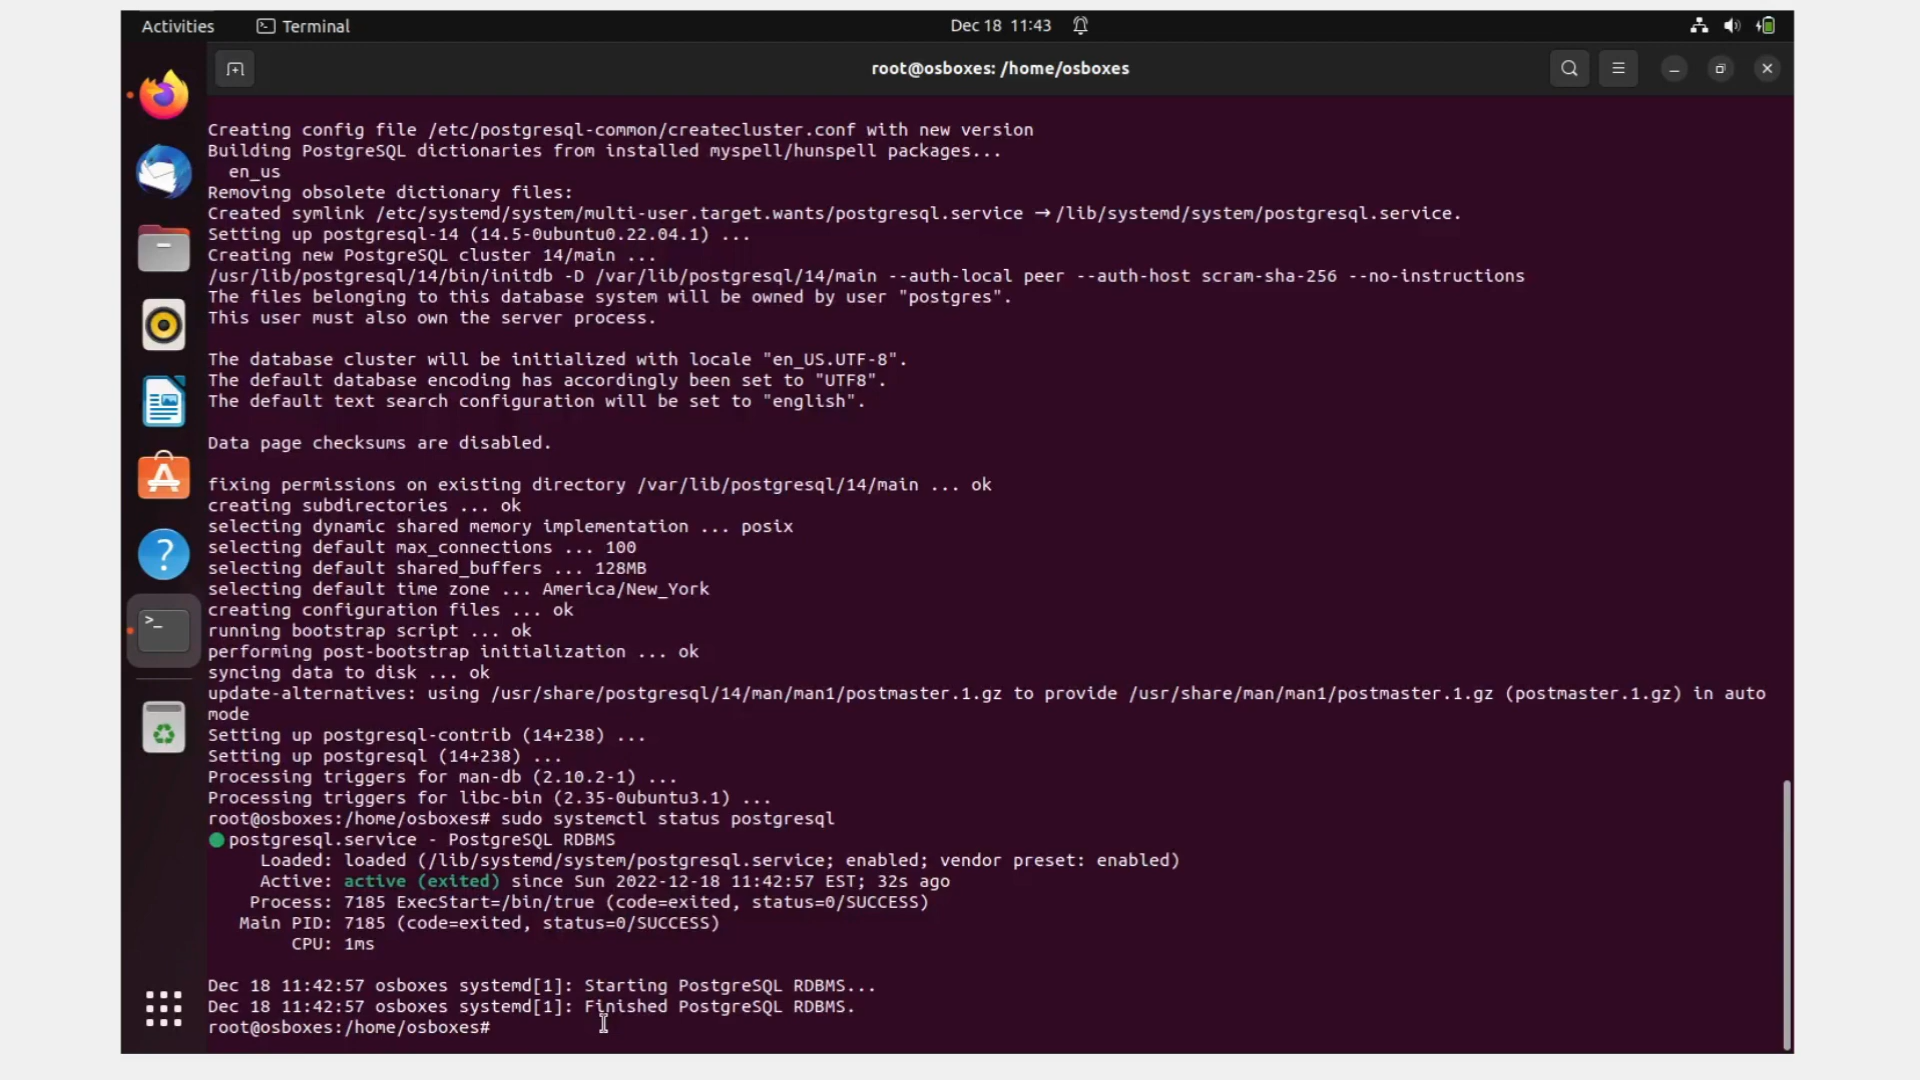 Activities
Terminal
Dec 18 11:43
root@osboxes: /home/osboxes
Creating config file /etc/postgresql-common/createcluster.conf with new version
Building PostgreSQL dictionaries from installed myspell/hunspell packages...
  en_us
Removing obsolete dictionary files:
Created symlink /etc/systemd/system/multi-user.target.wants/postgresql.service → /lib/systemd/system/postgresql.service.
Setting up postgresql-14 (14.5-0ubuntu0.22.04.1) ...
Creating new PostgreSQL cluster 14/main ...
/usr/lib/postgresql/14/bin/initdb -D /var/lib/postgresql/14/main --auth-local peer --auth-host scram-sha-256 --no-instructions
The files belonging to this database system will be owned by user "postgres".
This user must also own the server process.
The database cluster will be initialized with locale "en_US.UTF-8".
The default database encoding has accordingly been set to "UTF8".
The default text search configuration will be set to "english".
Data page checksums are disabled.
fixing permissions on existing directory /var/lib/postgresql/14/main ... ok
creating subdirectories ... ok
selecting dynamic shared memory implementation ... posix
selecting default max_connections ... 100
selecting default shared_buffers ... 128MB
selecting default time zone ... America/New_York
creating configuration files ... ok
running bootstrap script ... ok
performing post-bootstrap initialization ... ok
syncing data to disk ... ok
update-alternatives: using /usr/share/postgresql/14/man/man1/postmaster.1.gz to provide /usr/share/man/man1/postmaster.1.gz (postmaster.1.gz) in auto
mode
Setting up postgresql-contrib (14+238) ...
Setting up postgresql (14+238) ...
Processing triggers for man-db (2.10.2-1) ...
Processing triggers for libc-bin (2.35-0ubuntu3.1) ...
root@osboxes:/home/osboxes# sudo systemctl status postgresql
● postgresql.service - PostgreSQL RDBMS
     Loaded: loaded (/lib/systemd/system/postgresql.service; enabled; vendor preset: enabled)
     Active: active (exited) since Sun 2022-12-18 11:42:57 EST; 32s ago
    Process: 7185 ExecStart=/bin/true (code=exited, status=0/SUCCESS)
   Main PID: 7185 (code=exited, status=0/SUCCESS)
        CPU: 1ms
Dec 18 11:42:57 osboxes systemd[1]: Starting PostgreSQL RDBMS...
Dec 18 11:42:57 osboxes systemd[1]: Finished PostgreSQL RDBMS.
root@osboxes:/home/osboxes#